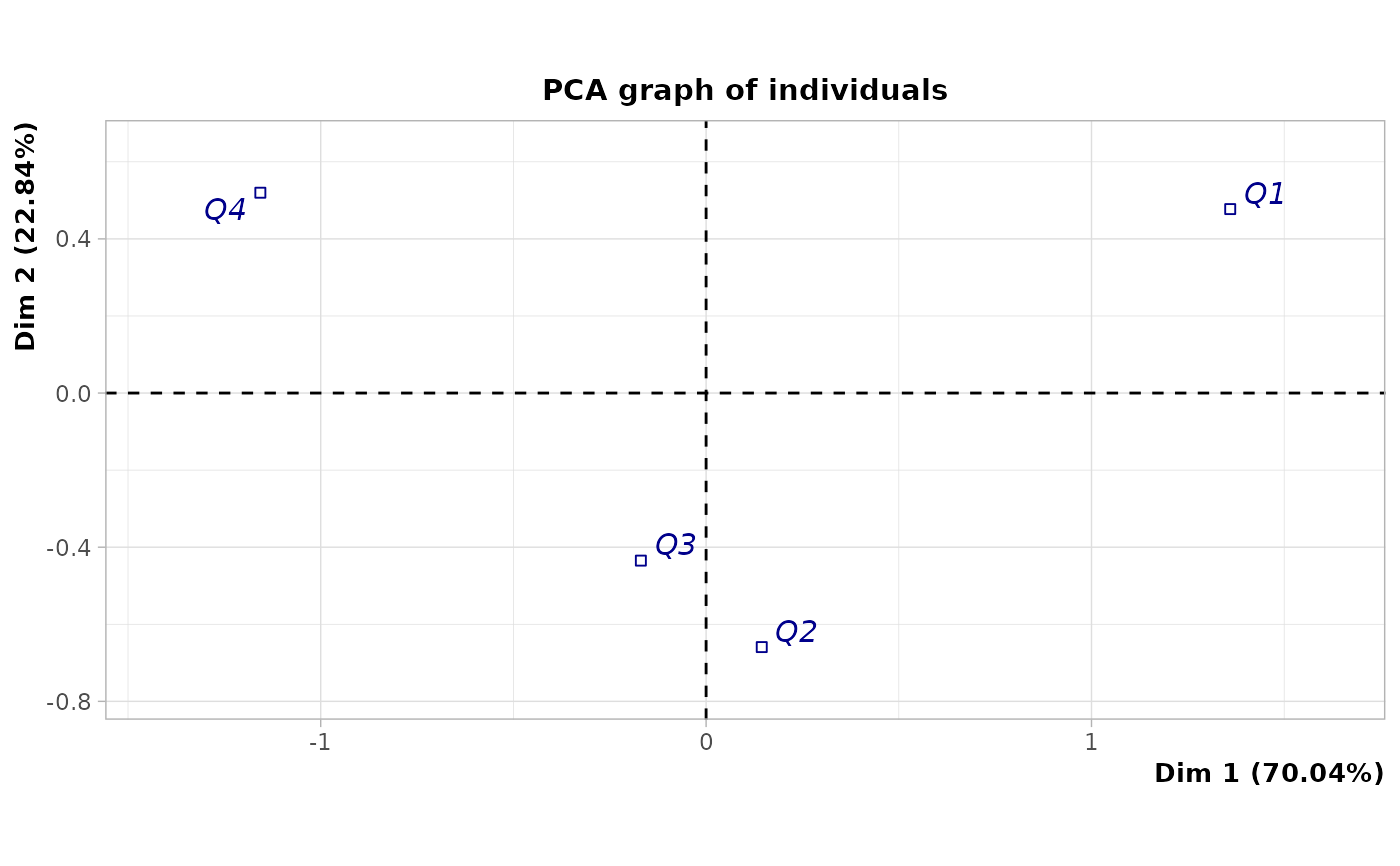 PCA graph of individuals
Dim 2 (22.84%)
Q4
Q1
0.4
0.0
Q3
-0.4
Q2
-0.8
-1
0
1
Dim 1 (70.04%)